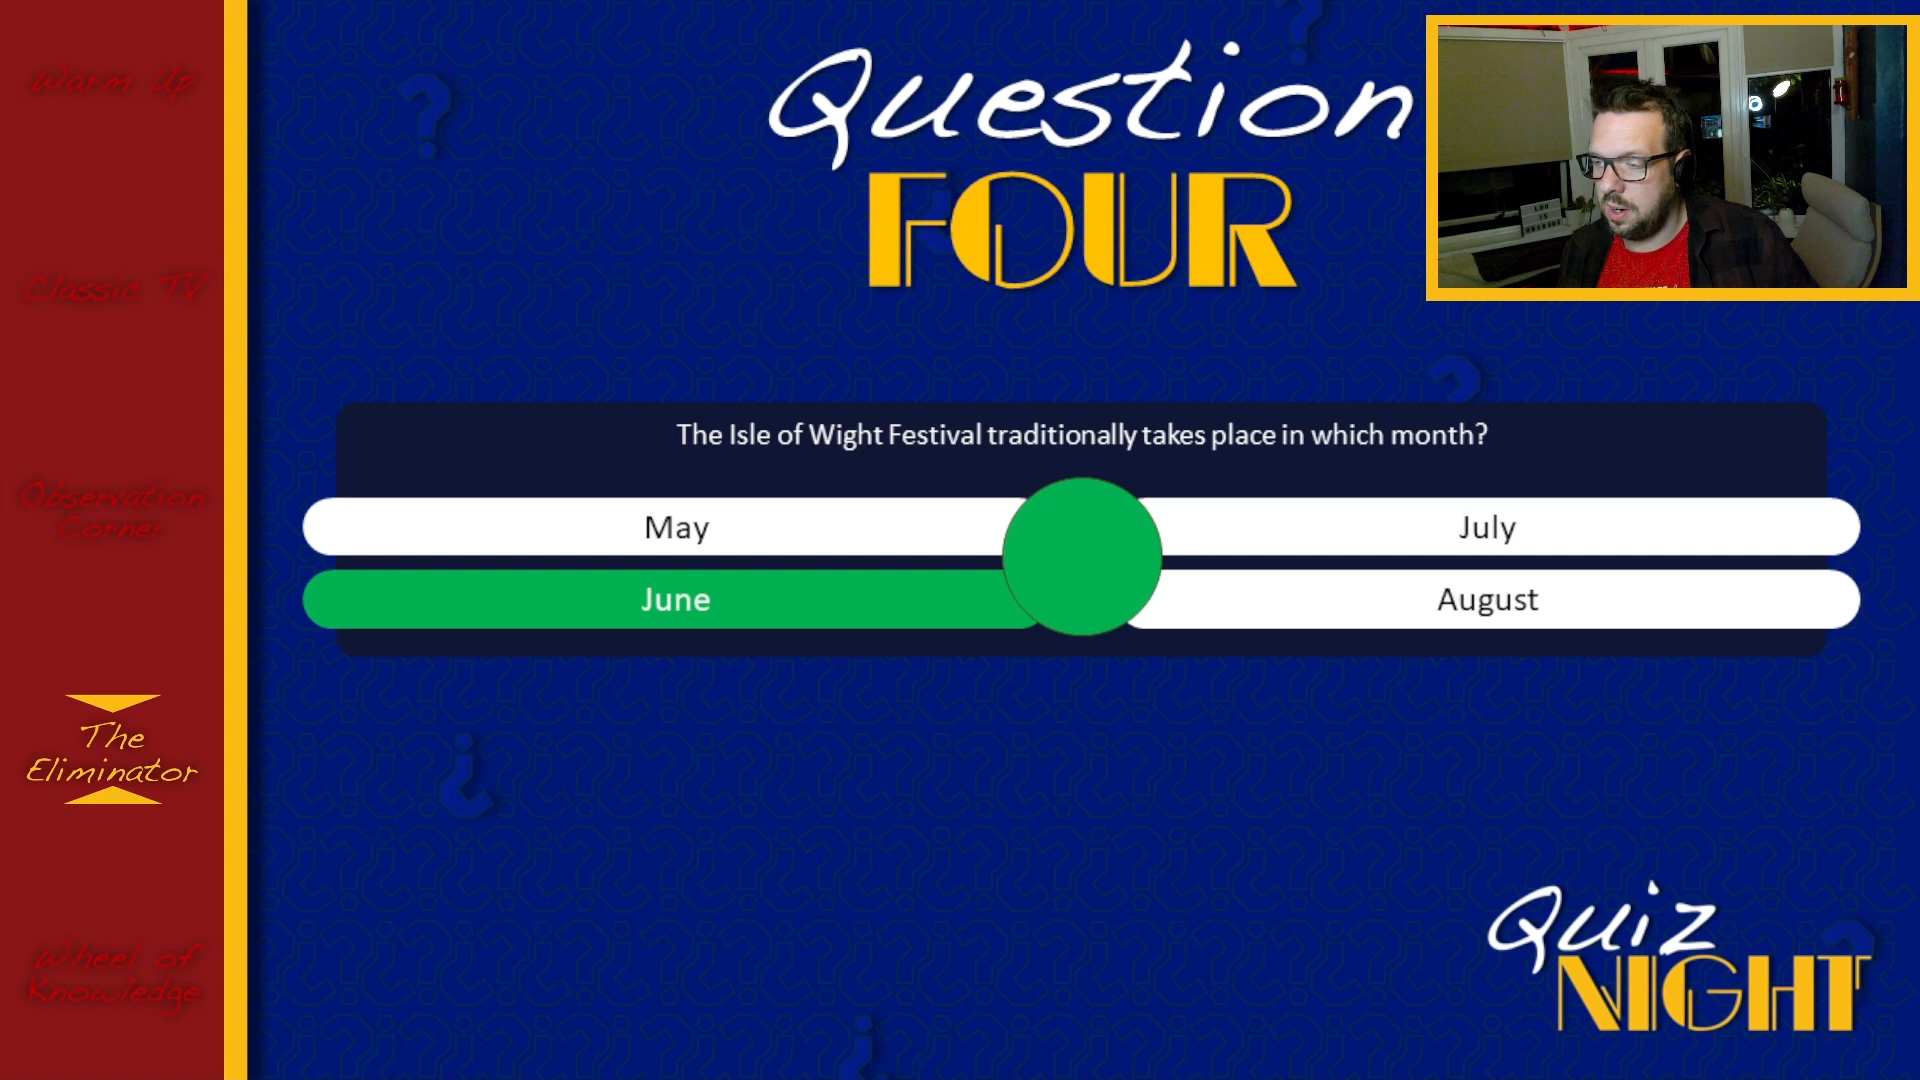 Warm Up
Classic TV
Observation
Corner
The
Eliminator
Wheel of
Knowledge
Question
FOUR
The Isle of Wight Festival traditionally takes place in which month?
May
July
June
August
Quiz
NIGHT